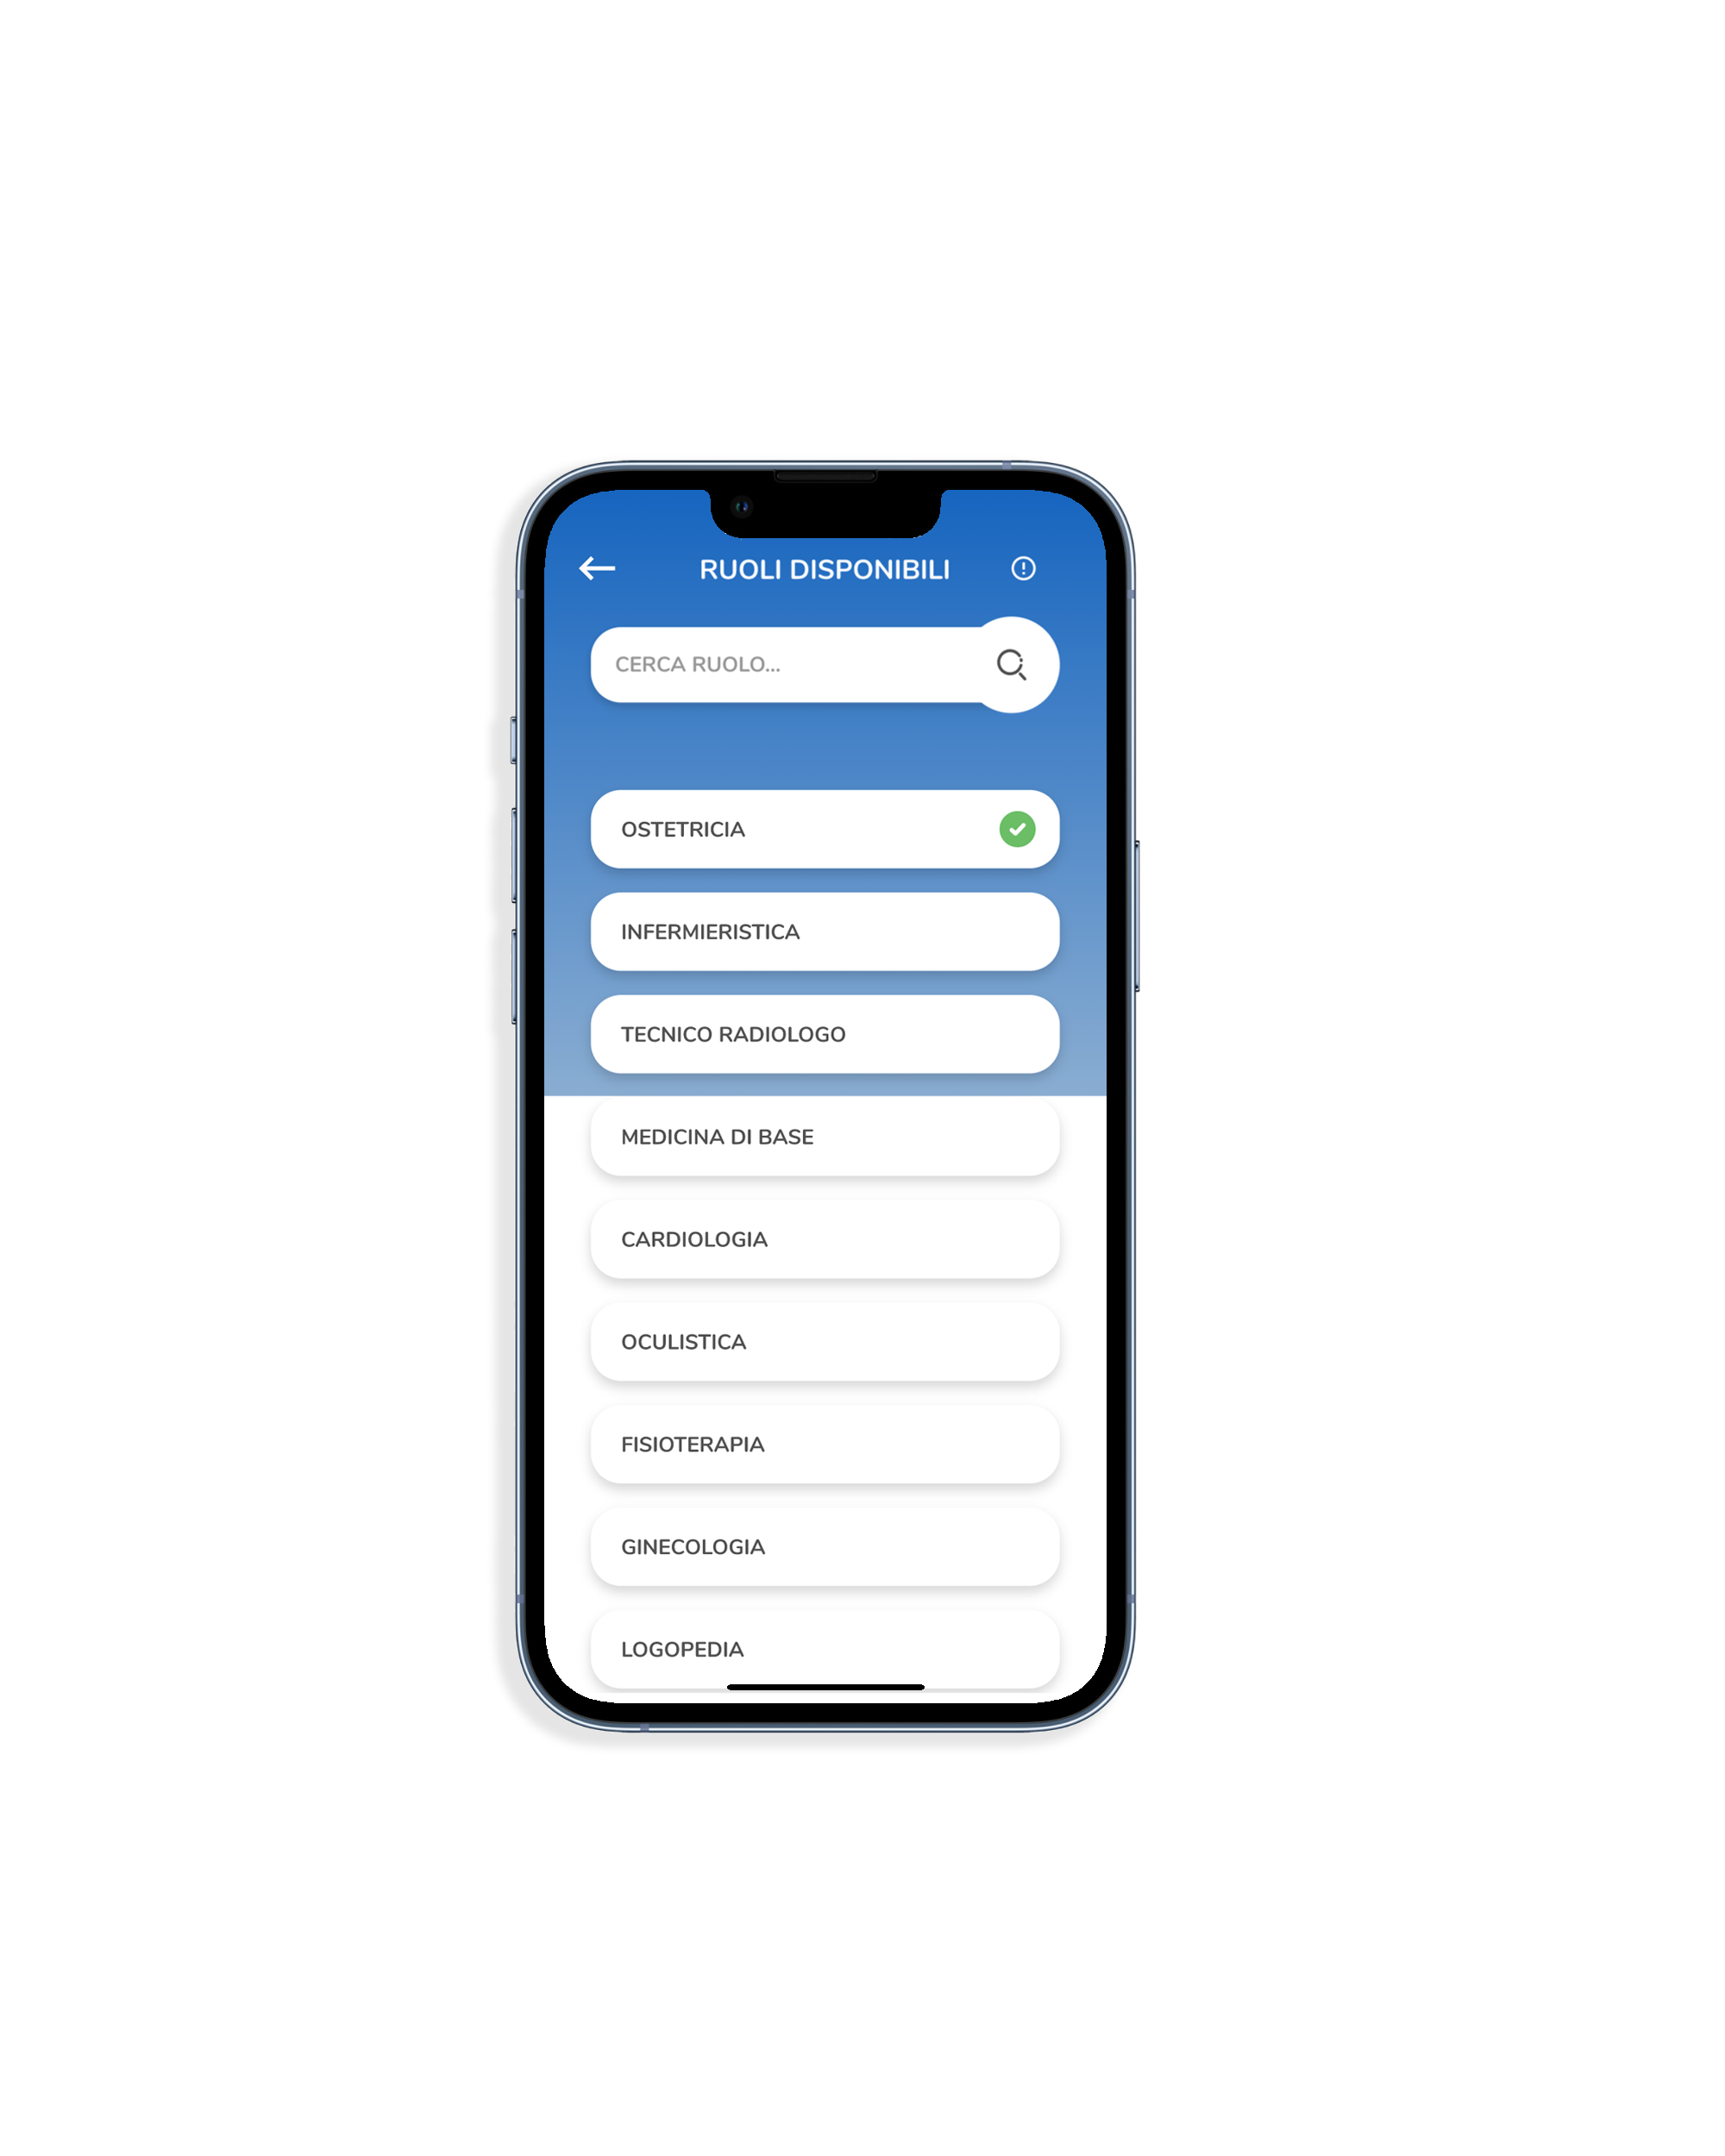 RUOLI DISPONIBILI
CERCA RUOLO...
OSTETRICIA
INFERMIERISTICA
TECNICO RADIOLOGO
MEDICINA DI BASE
CARDIOLOGIA
OCULISTICA
FISIOTERAPIA
GINECOLOGIA
LOGOPEDIA